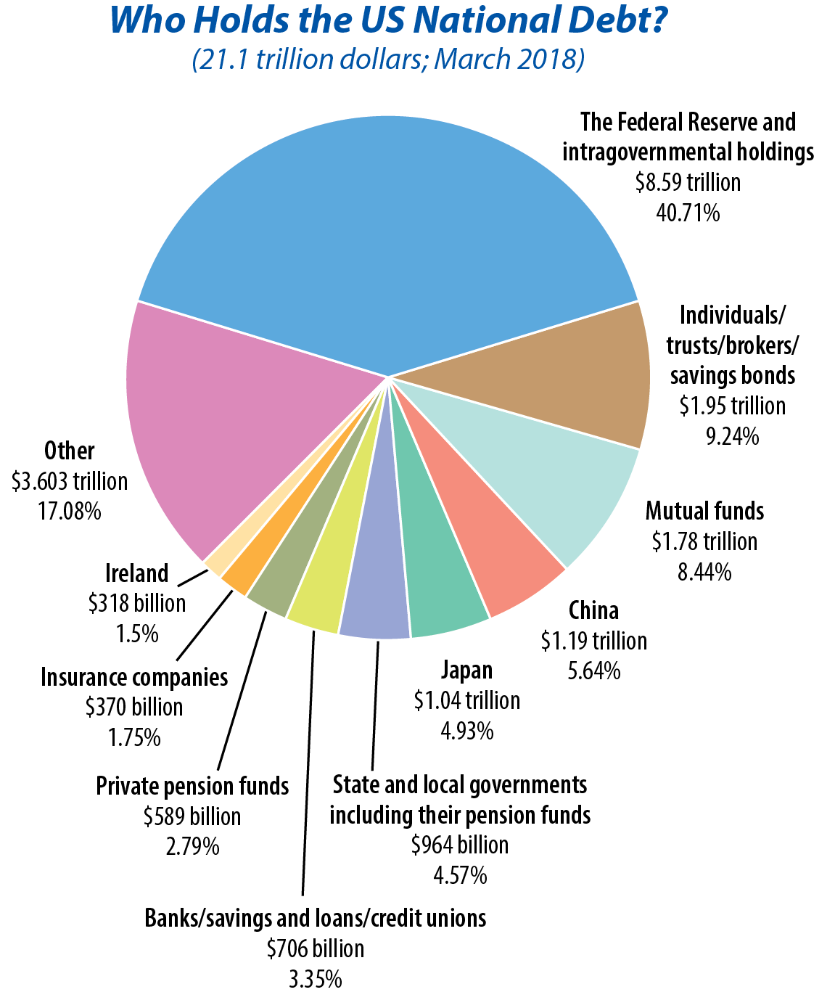 Who Holds the US National Debt?
(21.1 trillion dollars; March 2018)
The Federal Reserve and
intragovernmental holdings
$8.59 trillion
40.71%
Individuals/
trusts/brokers/
savings bonds
$1.95 trillion
9.24%
Mutual funds
$1.78 trillion
8.44%
China
$1.19 trillion
5.64%
Japan
$1.04 trillion
4.93%
State and local governments
including their pension funds
$964 billion
4.57%
Banks/savings and loans/credit unions
$706 billion
3.35%
Private pension funds
$589 billion
2.79%
Insurance companies
$370 billion
1.75%
Ireland
$318 billion
1.5%
Other
$3.603 trillion
17.08%